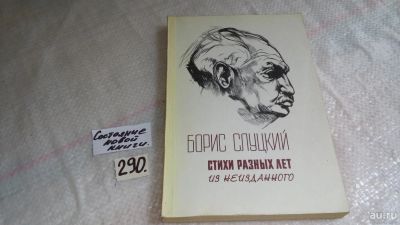 Состояние
новой
книги.
290.
БОРИС СЛУЦКИЙ
СТИХИ РАЗНЫХ ЛЕТ
ИЗ НЕИЗДАННОГО
au.ru